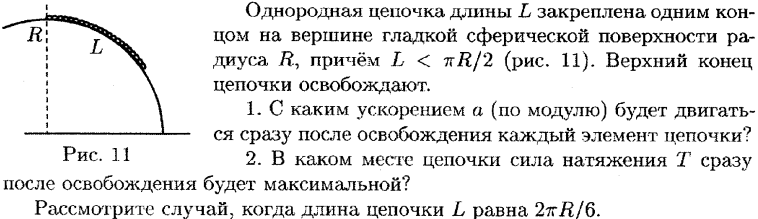 R
L
Рис. 11
Однородная цепочка длины L закреплена одним кон-
цом на вершине гладкой сферической поверхности ра-
диуса R, причём L < πR/2 (рис. 11). Верхний конец
цепочки освобождают.
1. С каким ускорением a (по модулю) будет двигать-
ся сразу после освобождения каждый элемент цепочки?
2. В каком месте цепочки сила натяжения T сразу
после освобождения будет максимальной?
Рассмотрите случай, когда длина цепочки L равна 2πR/6.